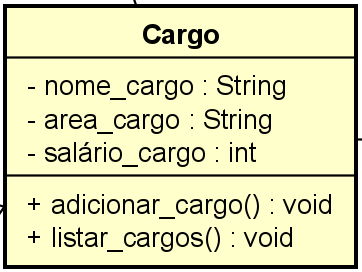 Cargo
- nome_cargo : String
- area_cargo : String
- salário_cargo : int
+ adicionar_cargo() : void
+ listar_cargos() : void